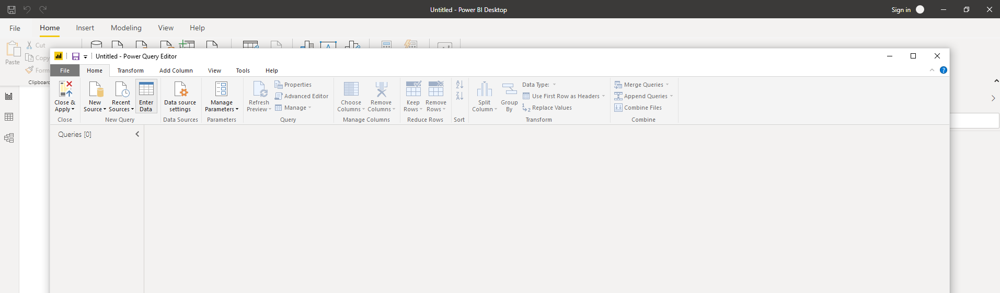 Untitled - Power BI Desktop
Sign in
File Home Insert Modeling View Help
Paste
Cut
Copy
Form
Clipboard
A
Untitled - Power Query Editor
File Home Transform Add Column View Tools Help
?
Close & Apply
Close
New Source
Recent Sources
Enter Data
New Query
Data source settings
Data Sources
Manage Parameters
Parameters
Refresh Preview
Properties
Advanced Editor
Manage
Query
Choose Columns
Remove Columns
Manage Columns
Keep Rows
Remove Rows
Reduce Rows
A Z
Z A
Sort
Split Column
Group By
Data Type:
Use First Row as Headers
1 2 Replace Values
Transform
Merge Queries
Append Queries
Combine Files
Combine
Queries [0]